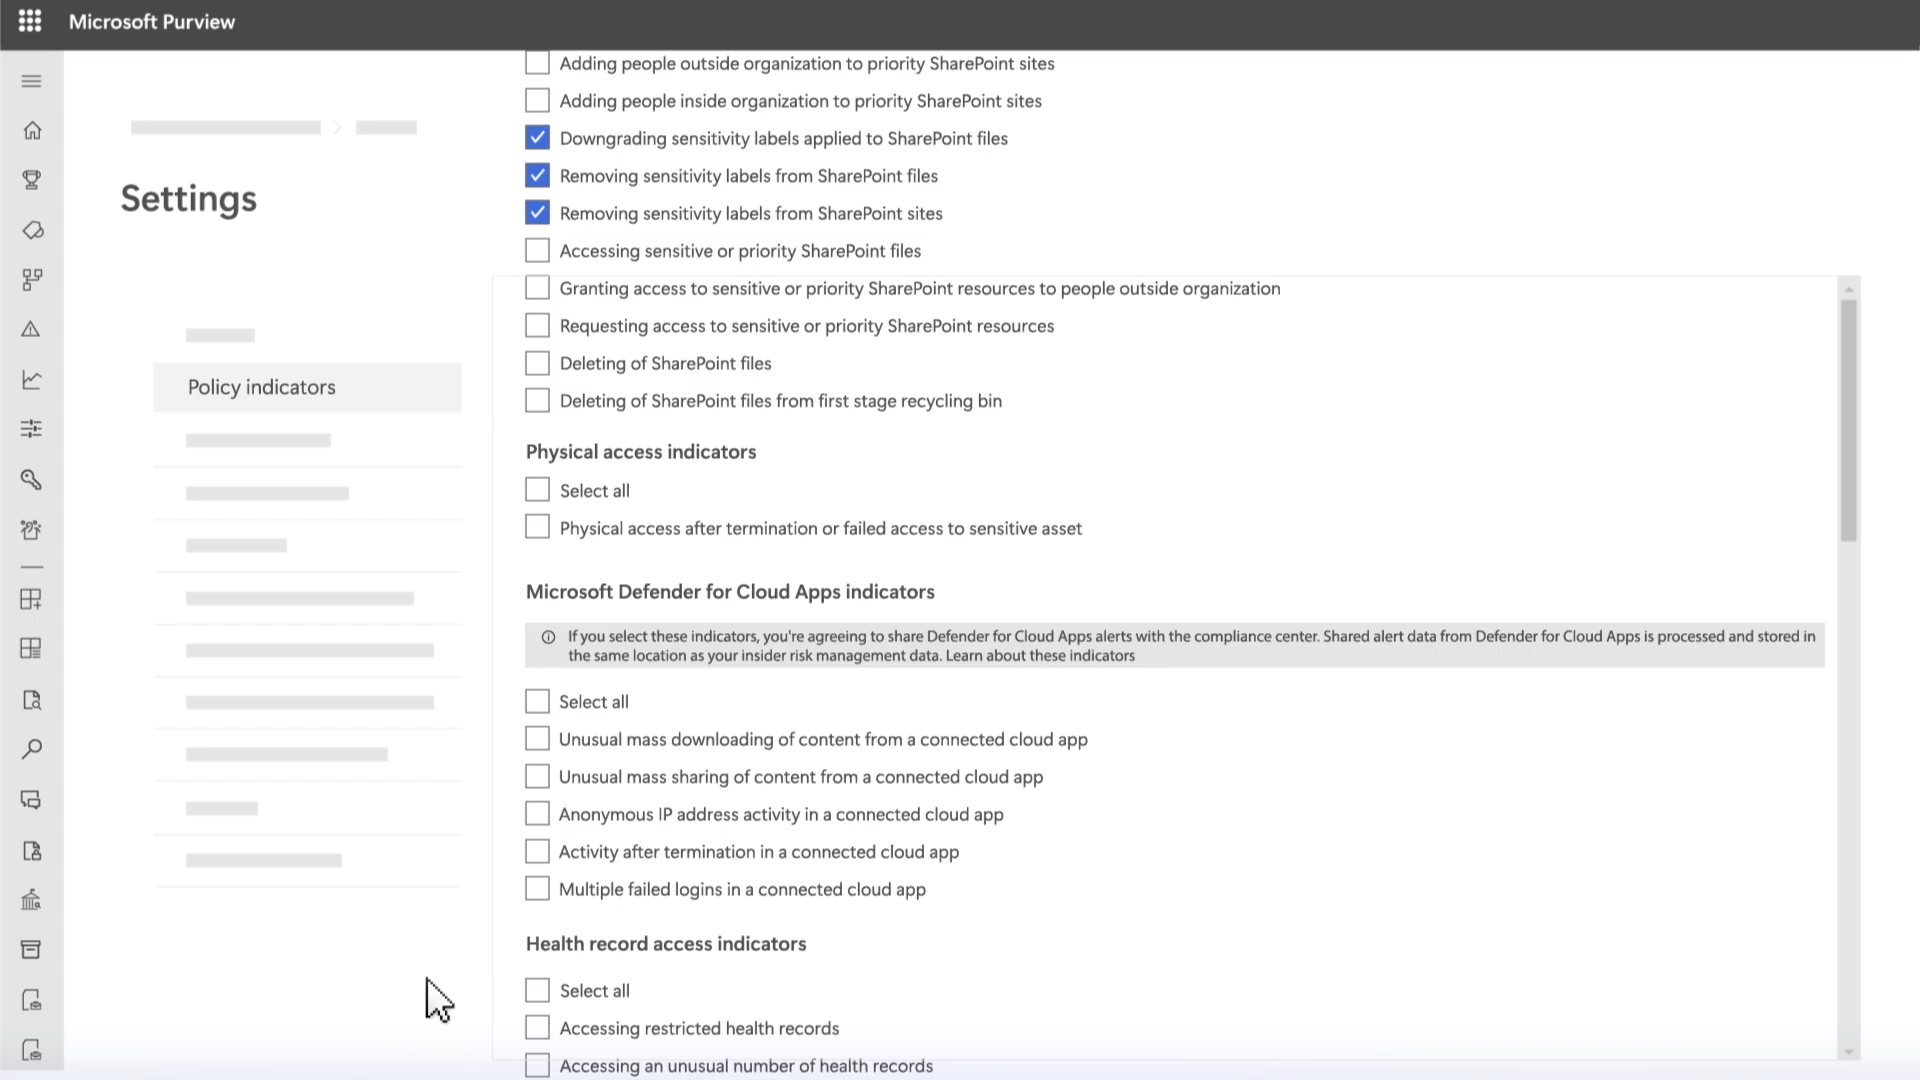 Microsoft Purview
Settings
Policy indicators
Adding people outside organization to priority SharePoint sites
Adding people inside organization to priority SharePoint sites
Downgrading sensitivity labels applied to SharePoint files
Removing sensitivity labels from SharePoint files
Removing sensitivity labels from SharePoint sites
Accessing sensitive or priority SharePoint files
Granting access to sensitive or priority SharePoint resources to people outside organization
Requesting access to sensitive or priority SharePoint resources
Deleting of SharePoint files
Deleting of SharePoint files from first stage recycling bin
Physical access indicators
Select all
Physical access after termination or failed access to sensitive asset
Microsoft Defender for Cloud Apps indicators
If you select these indicators, you're agreeing to share Defender for Cloud Apps alerts with the compliance center. Shared alert data from Defender for Cloud Apps is processed and stored in
the same location as your insider risk management data. Learn about these indicators
Select all
Unusual mass downloading of content from a connected cloud app
Unusual mass sharing of content from a connected cloud app
Anonymous IP address activity in a connected cloud app
Activity after termination in a connected cloud app
Multiple failed logins in a connected cloud app
Health record access indicators
Select all
Accessing restricted health records
Accessing an unusual number of health records